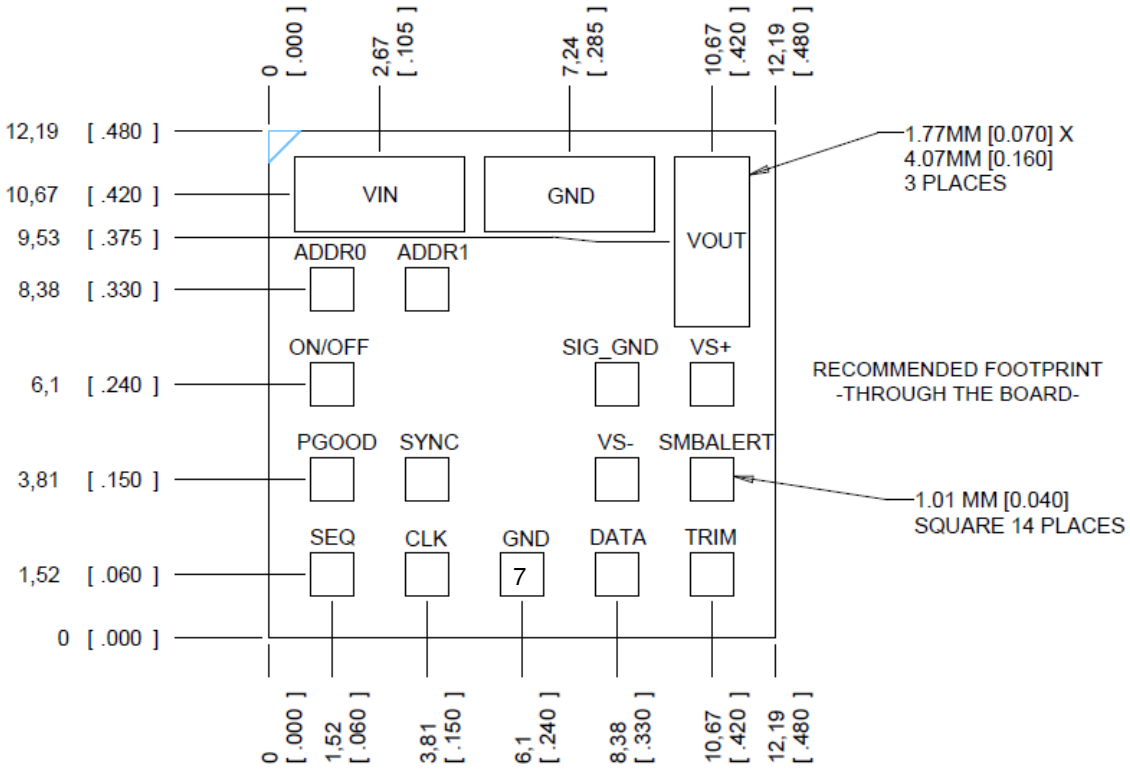 0
[ .000 ]
2,67
[ .105 ]
7,24
[ .285 ]
10,67
[ .420 ]
12,19
[ .480 ]
12,19 [ .480 ]
1.77MM [0.070] X
4.07MM [0.160]
3 PLACES
10,67 [ .420 ]
VIN
GND
9,53 [ .375 ]
VOUT
ADDR0
ADDR1
8,38 [ .330 ]
ON/OFF
SIG_GND
VS+
RECOMMENDED FOOTPRINT
-THROUGH THE BOARD-
6,1 [ .240 ]
PGOOD
SYNC
VS-
SMBALERT
3,81 [ .150 ]
1.01 MM [0.040]
SQUARE 14 PLACES
SEQ
CLK
GND
DATA
TRIM
1,52 [ .060 ]
7
0 [ .000 ]
0
[ .000 ]
1,52
[ .060 ]
3,81
[ .150 ]
6,1
[ .240 ]
8,38
[ .330 ]
10,67
[ .420 ]
12,19
[ .480 ]